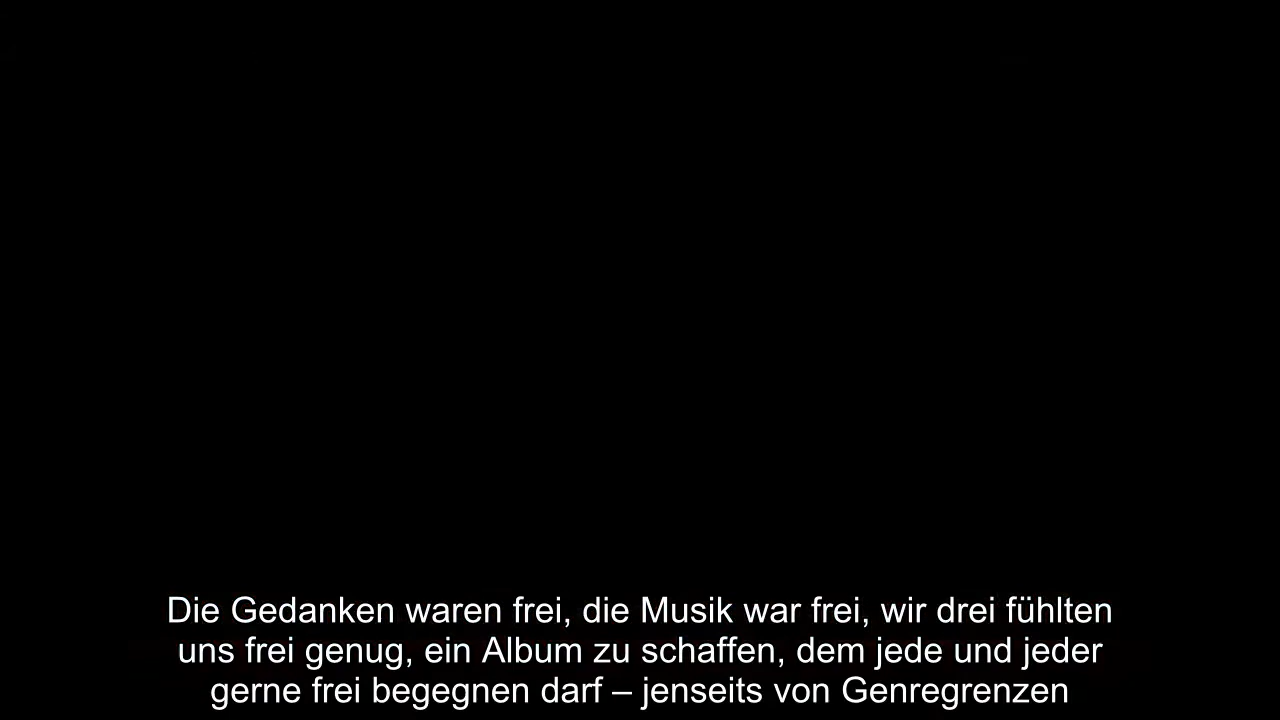 Die Gedanken waren frei, die Musik war frei, wir drei fühlten
uns frei genug, ein Album zu schaffen, dem jede und jeder
gerne frei begegnen darf – jenseits von Genregrenzen